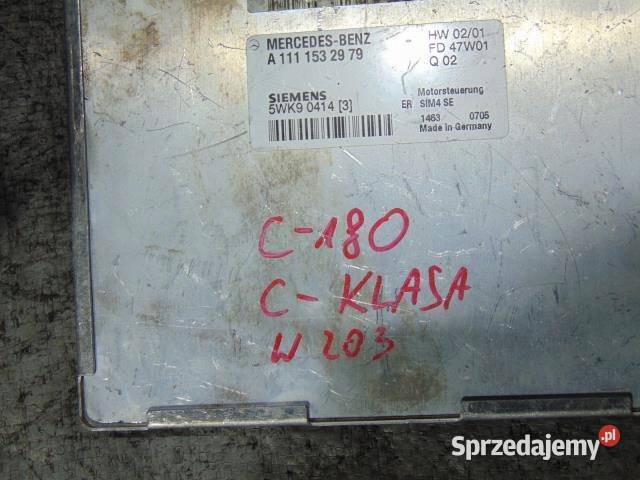 MERCEDES-BENZ
A 111 153 29 79
HW 02/01
FD 47W01
Q 02
SIEMENS
5WK9 0414 [3]
Motorsteuerung
ER SIM4 SE
1463 0705
Made in Germany
C-180
C-KLASA
W 203
Sprzedajemy.pl